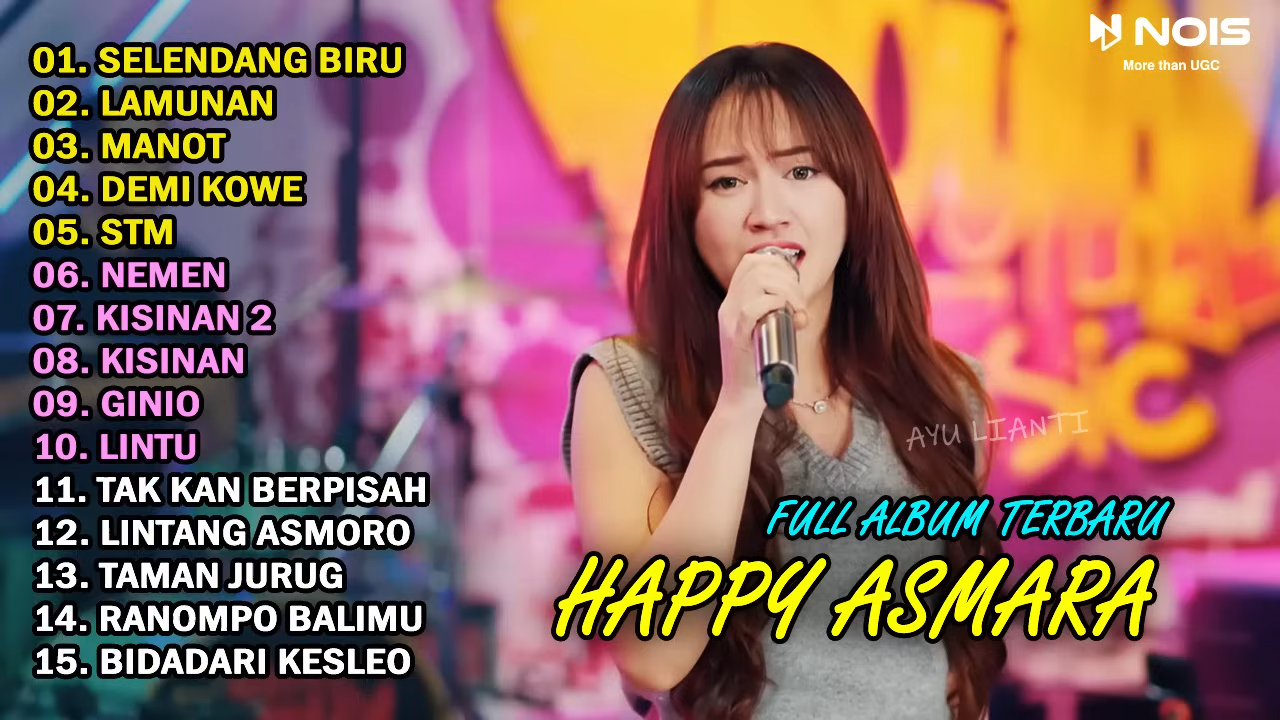 01. SELENDANG BIRU
02. LAMUNAN
03. MANOT
04. DEMI KOWE
05. STM
06. NEMEN
07. KISINAN 2
08. KISINAN
09. GINIO
10. LINTU
11. TAK KAN BERPISAH
12. LINTANG ASMORO
13. TAMAN JURUG
14. RANOMPO BALIMU
15. BIDADARI KESLEO
NOIS
More than UGC
AYU LIANTI
FULL ALBUM TERBARU
HAPPY ASMARA